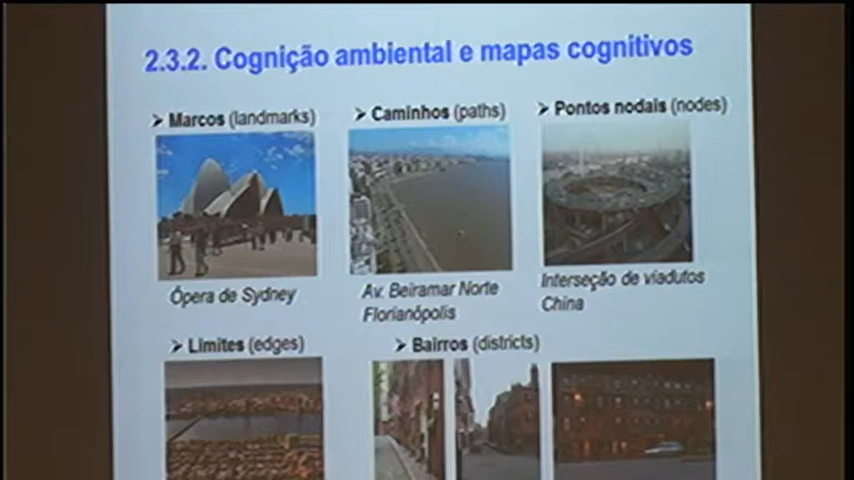 2.3.2. Cognição ambiental e mapas cognitivos
➢ Marcos (landmarks)
➢ Caminhos (paths)
➢ Pontos nodais (nodes)
Ópera de Sydney
Av. Beiramar Norte
Florianópolis
Interseção de viadutos
China
➢ Limites (edges)
➢ Bairros (districts)